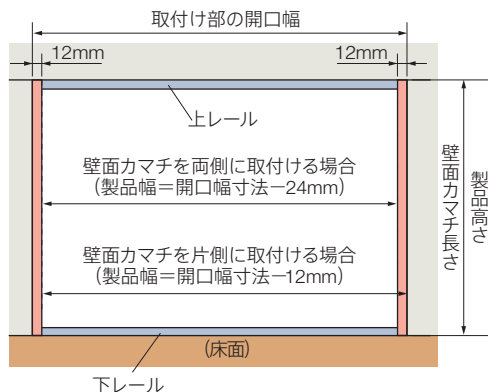 取付け部の開口幅
12mm
12mm
上レール
壁面カマチを両側に取付ける場合
(製品幅=開口幅寸法−24mm)
壁面カマチを片側に取付ける場合
(製品幅=開口幅寸法−12mm)
壁面カマチ長さ
製品高さ
(床面)
下レール